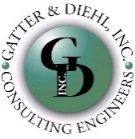 GATTER & DIEHL, INC.
GD
INC.
CONSULTING ENGINEERS